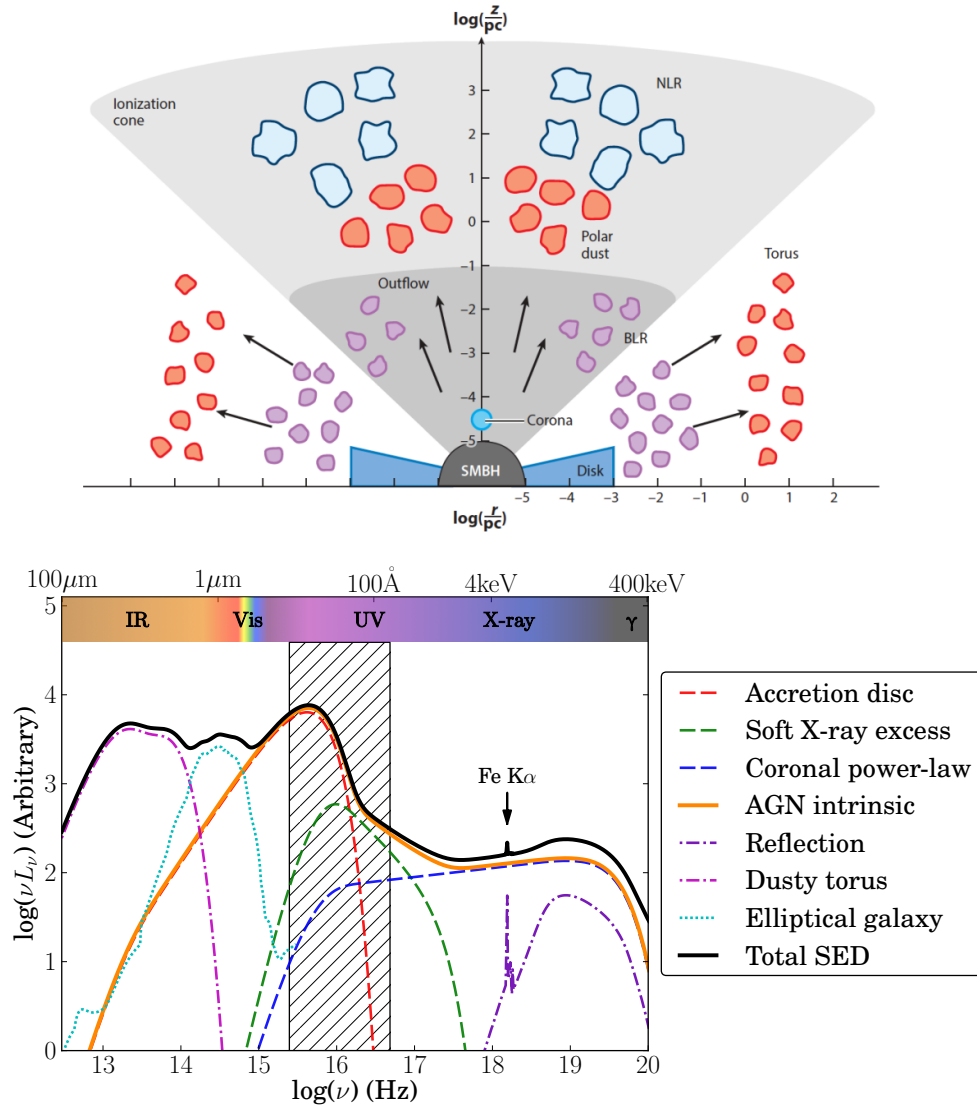 log(z/pc)
Ionization
cone
NLR
3
2
1
0
−1
−2
−3
−4
−5
Polar
dust
Torus
Outflow
BLR
Corona
SMBH
Disk
−5 −4 −3 −2 −1 0 1 2
log(r/pc)
100μm 1μm 100Å 4keV 400keV
IR Vis UV X-ray γ
5
4
3
2
1
0
log(νLν) (Arbitrary)
Fe Kα
13 14 15 16 17 18 19 20
log(ν) (Hz)
Accretion disc
Soft X-ray excess
Coronal power-law
AGN intrinsic
Reflection
Dusty torus
Elliptical galaxy
Total SED